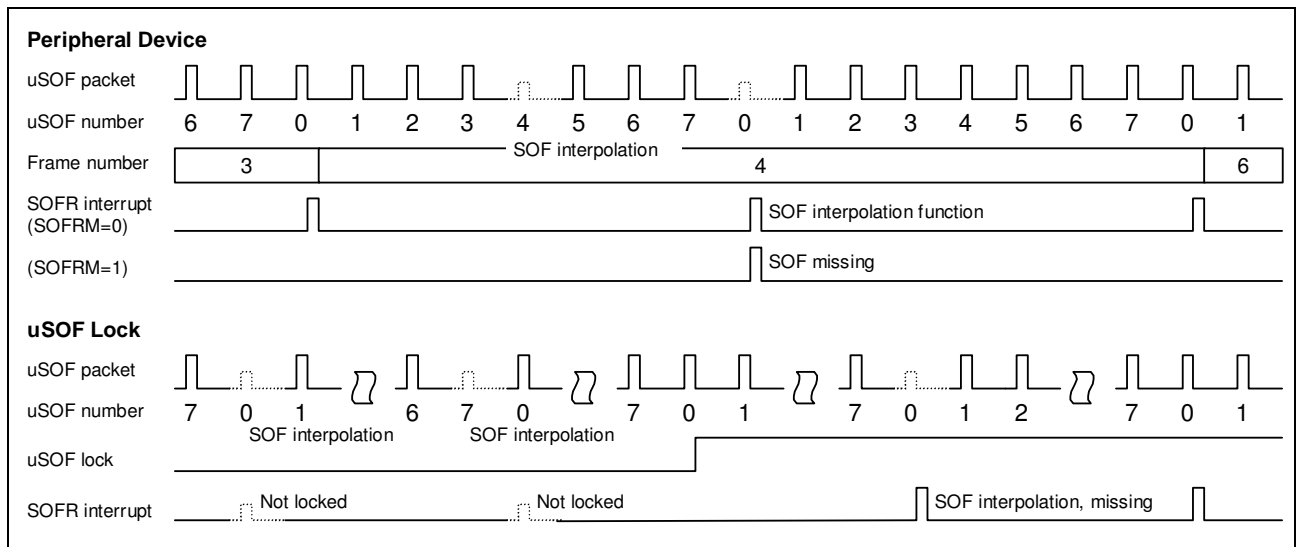 Peripheral Device
uSOF packet
uSOF number 6 7 0 1 2 3 4 5 6 7 0 1 2 3 4 5 6 7 0 1
SOF interpolation
Frame number 3 4 6
SOFR interrupt
(SOFRM=0)
SOF interpolation function
(SOFRM=1)
SOF missing
uSOF Lock
uSOF packet
uSOF number 7 0 1 6 7 0 7 0 1 7 0 1 2 7 0 1
SOF interpolation SOF interpolation
uSOF lock
SOFR interrupt Not locked Not locked SOF interpolation, missing